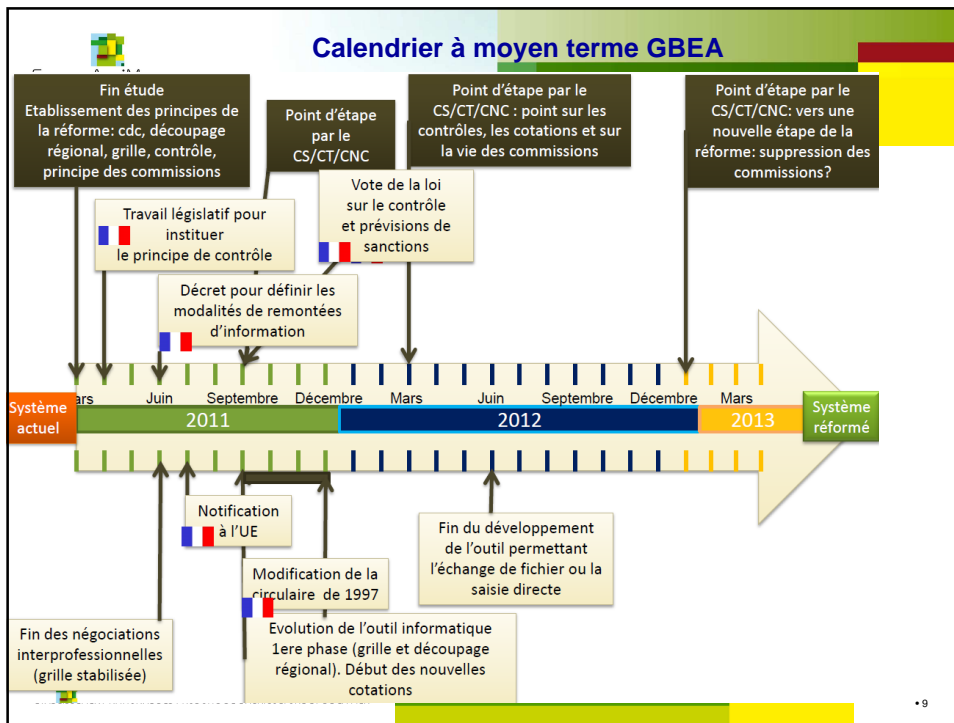 Calendrier à moyen terme GBEA
Fin étude
Etablissement des principes de
la réforme: cdc, découpage
régional, grille, contrôle,
principe des commissions
Point d'étape
par le
CS/CT/CNC
Point d'étape par le
CS/CT/CNC : point sur les
contrôles, les cotations et sur
la vie des commissions
Point d'étape par le
CS/CT/CNC: vers une
nouvelle étape de la
réforme: suppression des
commissions?
Travail législatif pour
instituer
le principe de contrôle
Vote de la loi
sur le contrôle
et prévisions de
sanctions
Décret pour définir les
modalités de remontées
d'information
ars Juin Septembre Décembre Mars Juin Septembre Décembre Mars
Système
actuel
2011 2012 2013
Système
réformé
Notification
à l'UE
Modification de la
circulaire de 1997
Fin du développement
de l'outil permettant
l'échange de fichier ou la
saisie directe
Fin des négociations
interprofessionnelles
(grille stabilisée)
Evolution de l'outil informatique
1ere phase (grille et découpage
régional). Début des nouvelles
cotations
• 9